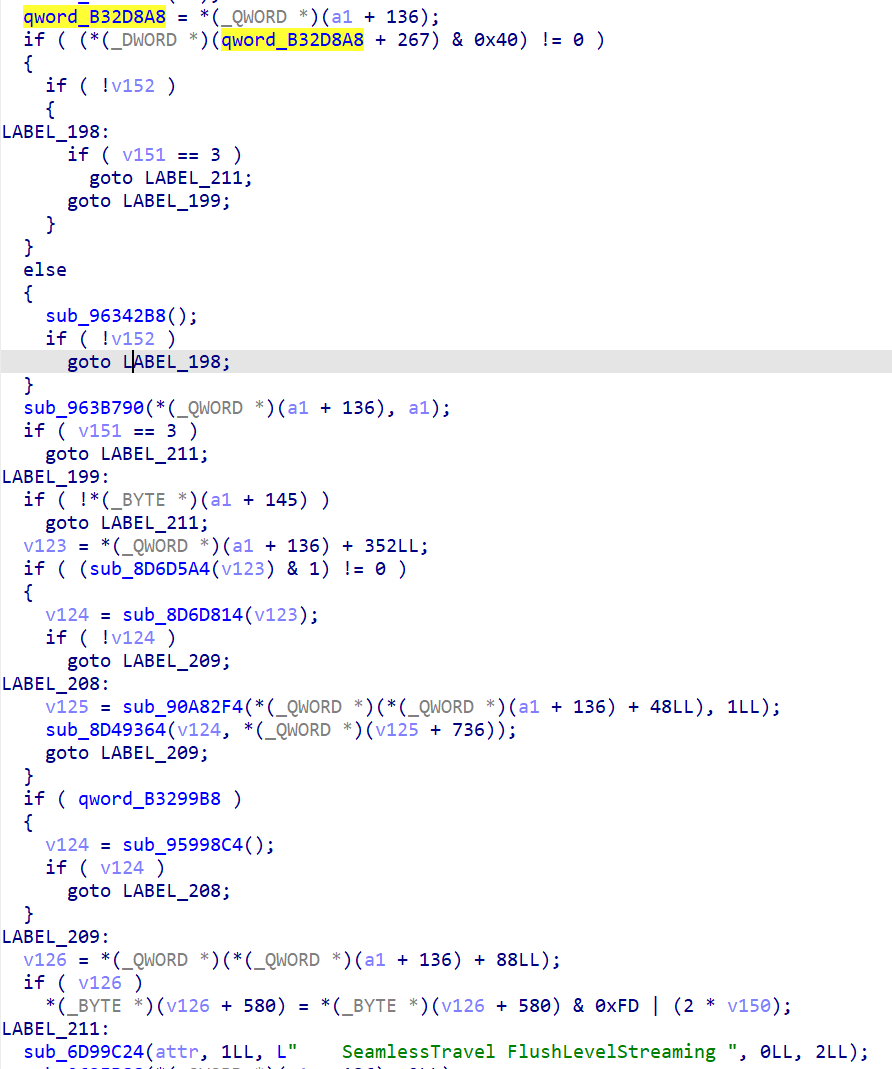 qword_B32D8A8 = *(_QWORD *)(a1 + 136);
if ( (*(_DWORD *)(qword_B32D8A8 + 267) & 0x40) != 0 )
{
if ( !v152 )
{
LABEL_198:
if ( v151 == 3 )
goto LABEL_211;
goto LABEL_199;
}
}
else
{
sub_96342B8();
if ( !v152 )
goto LABEL_198;
}
sub_963B790(*(_QWORD *)(a1 + 136), a1);
if ( v151 == 3 )
goto LABEL_211;
LABEL_199:
if ( !*(_BYTE *)(a1 + 145) )
goto LABEL_211;
v123 = *(_QWORD *)(a1 + 136) + 352LL;
if ( (sub_8D6D5A4(v123) & 1) != 0 )
{
v124 = sub_8D6D814(v123);
if ( !v124 )
goto LABEL_209;
LABEL_208:
v125 = sub_90A82F4(*(_QWORD *)(*(_QWORD *)(a1 + 136) + 48LL), 1LL);
sub_8D49364(v124, *(_QWORD *)(v125 + 736));
goto LABEL_209;
}
if ( qword_B3299B8 )
{
v124 = sub_95998C4();
if ( v124 )
goto LABEL_208;
}
LABEL_209:
v126 = *(_QWORD *)(*(_QWORD *)(a1 + 136) + 88LL);
if ( v126 )
*(_BYTE *)(v126 + 580) = *(_BYTE *)(v126 + 580) & 0xFD | (2 * v150);
LABEL_211:
sub_6D99C24(attr, 1LL, L"    SeamlessTravel FlushLevelStreaming ", 0LL, 2LL);